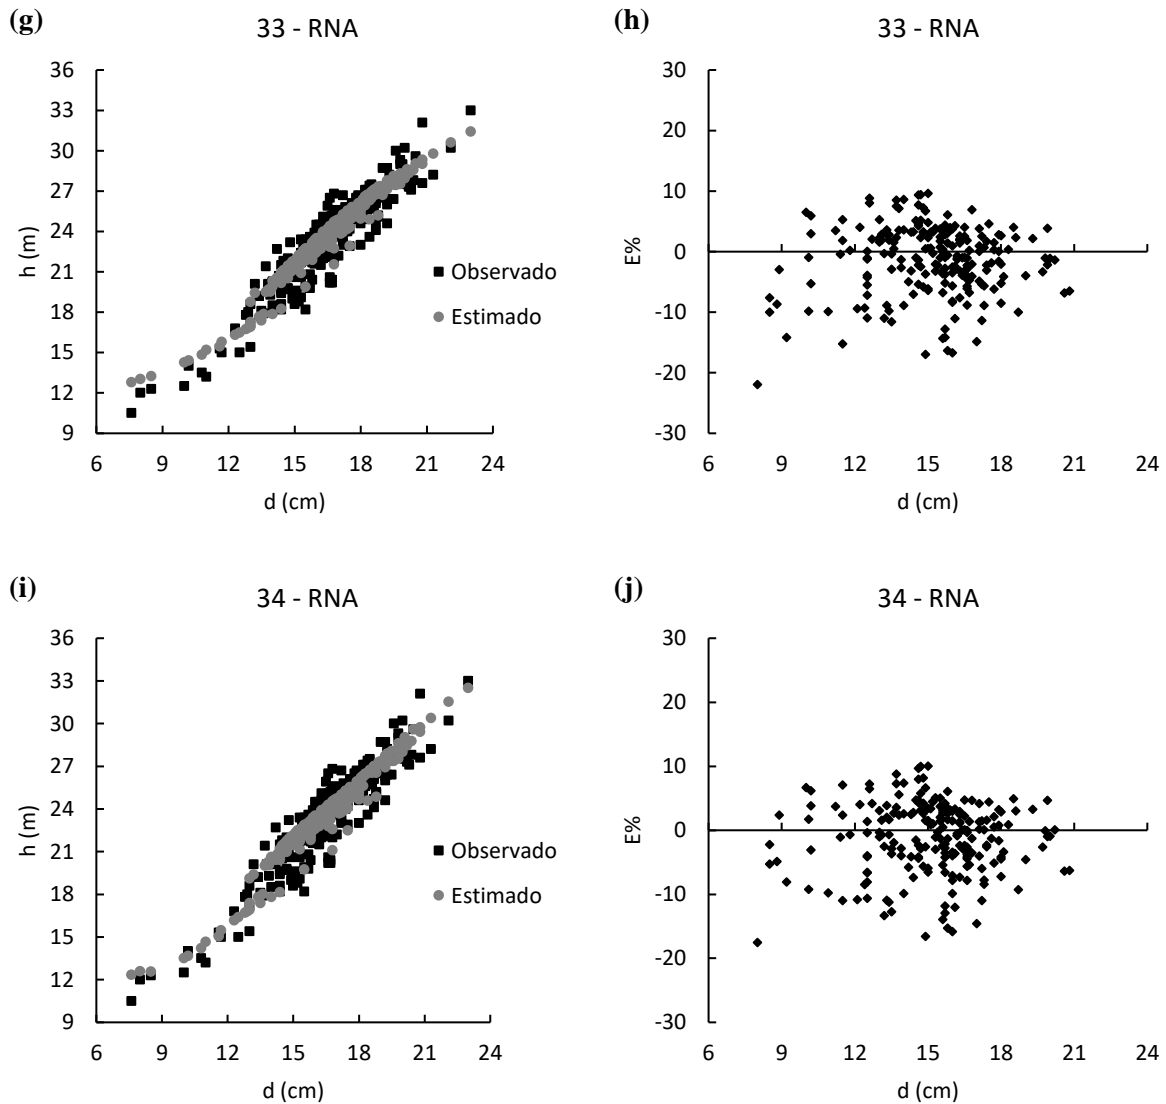 (g)
33 - RNA
h (m)
36
33
30
27
24
21
18
15
12
9
6 9 12 15 18 21 24
d (cm)
Observado
Estimado
(h)
33 - RNA
E%
30
20
10
0
-10
-20
-30
6 9 12 15 18 21 24
d (cm)
(i)
34 - RNA
h (m)
36
33
30
27
24
21
18
15
12
9
6 9 12 15 18 21 24
d (cm)
Observado
Estimado
(j)
34 - RNA
E%
30
20
10
0
-10
-20
-30
6 9 12 15 18 21 24
d (cm)